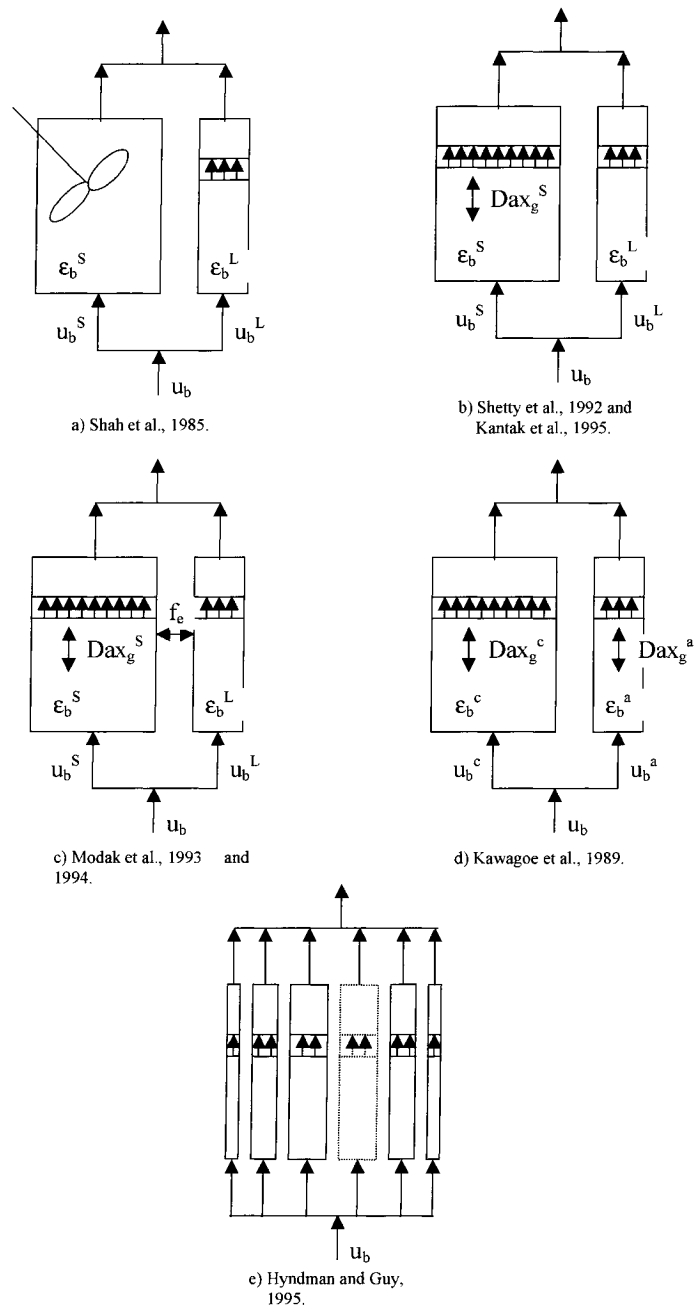 ε_b^S
ε_b^L
u_b^S
u_b^L
u_b
a) Shah et al., 1985.
Dax_g^S
ε_b^S
ε_b^L
u_b^S
u_b^L
u_b
b) Shetty et al., 1992 and
Kantak et al., 1995.
f_e
Dax_g^S
ε_b^S
ε_b^L
u_b^S
u_b^L
u_b
c) Modak et al., 1993 and
1994.
Dax_g^c
Dax_g^a
ε_b^c
ε_b^a
u_b^c
u_b^a
u_b
d) Kawagoe et al., 1989.
u_b
e) Hyndman and Guy,
1995.